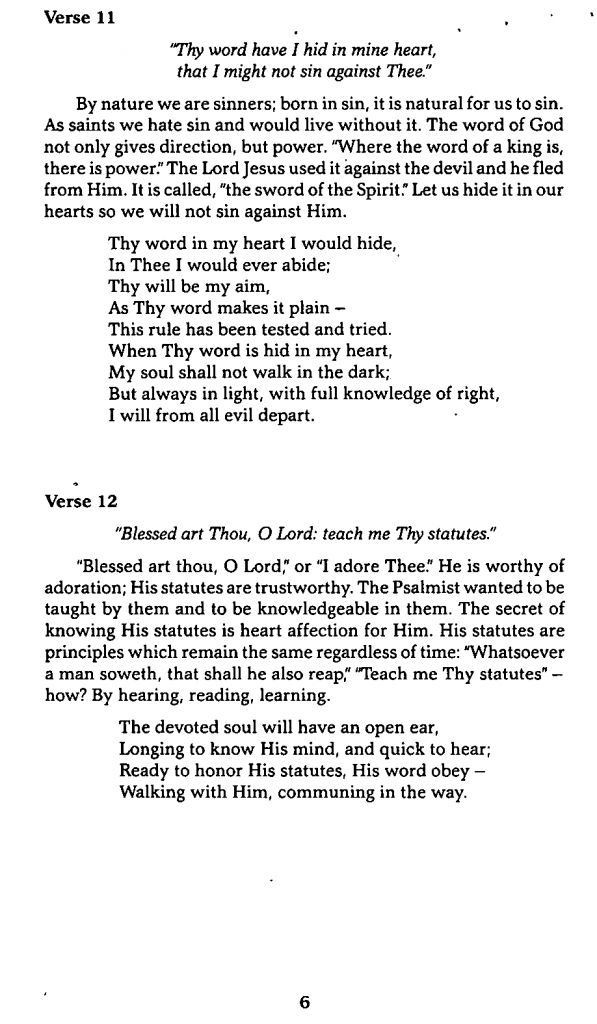 Verse 11
"Thy word have I hid in mine heart,
that I might not sin against Thee."
By nature we are sinners; born in sin, it is natural for us to sin.
As saints we hate sin and would live without it. The word of God
not only gives direction, but power. "Where the word of a king is,
there is power." The Lord Jesus used it against the devil and he fled
from Him. It is called, "the sword of the Spirit." Let us hide it in our
hearts so we will not sin against Him.
Thy word in my heart I would hide,
In Thee I would ever abide;
Thy will be my aim,
As Thy word makes it plain –
This rule has been tested and tried.
When Thy word is hid in my heart,
My soul shall not walk in the dark;
But always in light, with full knowledge of right,
I will from all evil depart.
Verse 12
"Blessed art Thou, O Lord: teach me Thy statutes."
"Blessed art thou, O Lord," or "I adore Thee." He is worthy of
adoration; His statutes are trustworthy. The Psalmist wanted to be
taught by them and to be knowledgeable in them. The secret of
knowing His statutes is heart affection for Him. His statutes are
principles which remain the same regardless of time: "Whatsoever
a man soweth, that shall he also reap," "Teach me Thy statutes" –
how? By hearing, reading, learning.
The devoted soul will have an open ear,
Longing to know His mind, and quick to hear;
Ready to honor His statutes, His word obey –
Walking with Him, communing in the way.
6